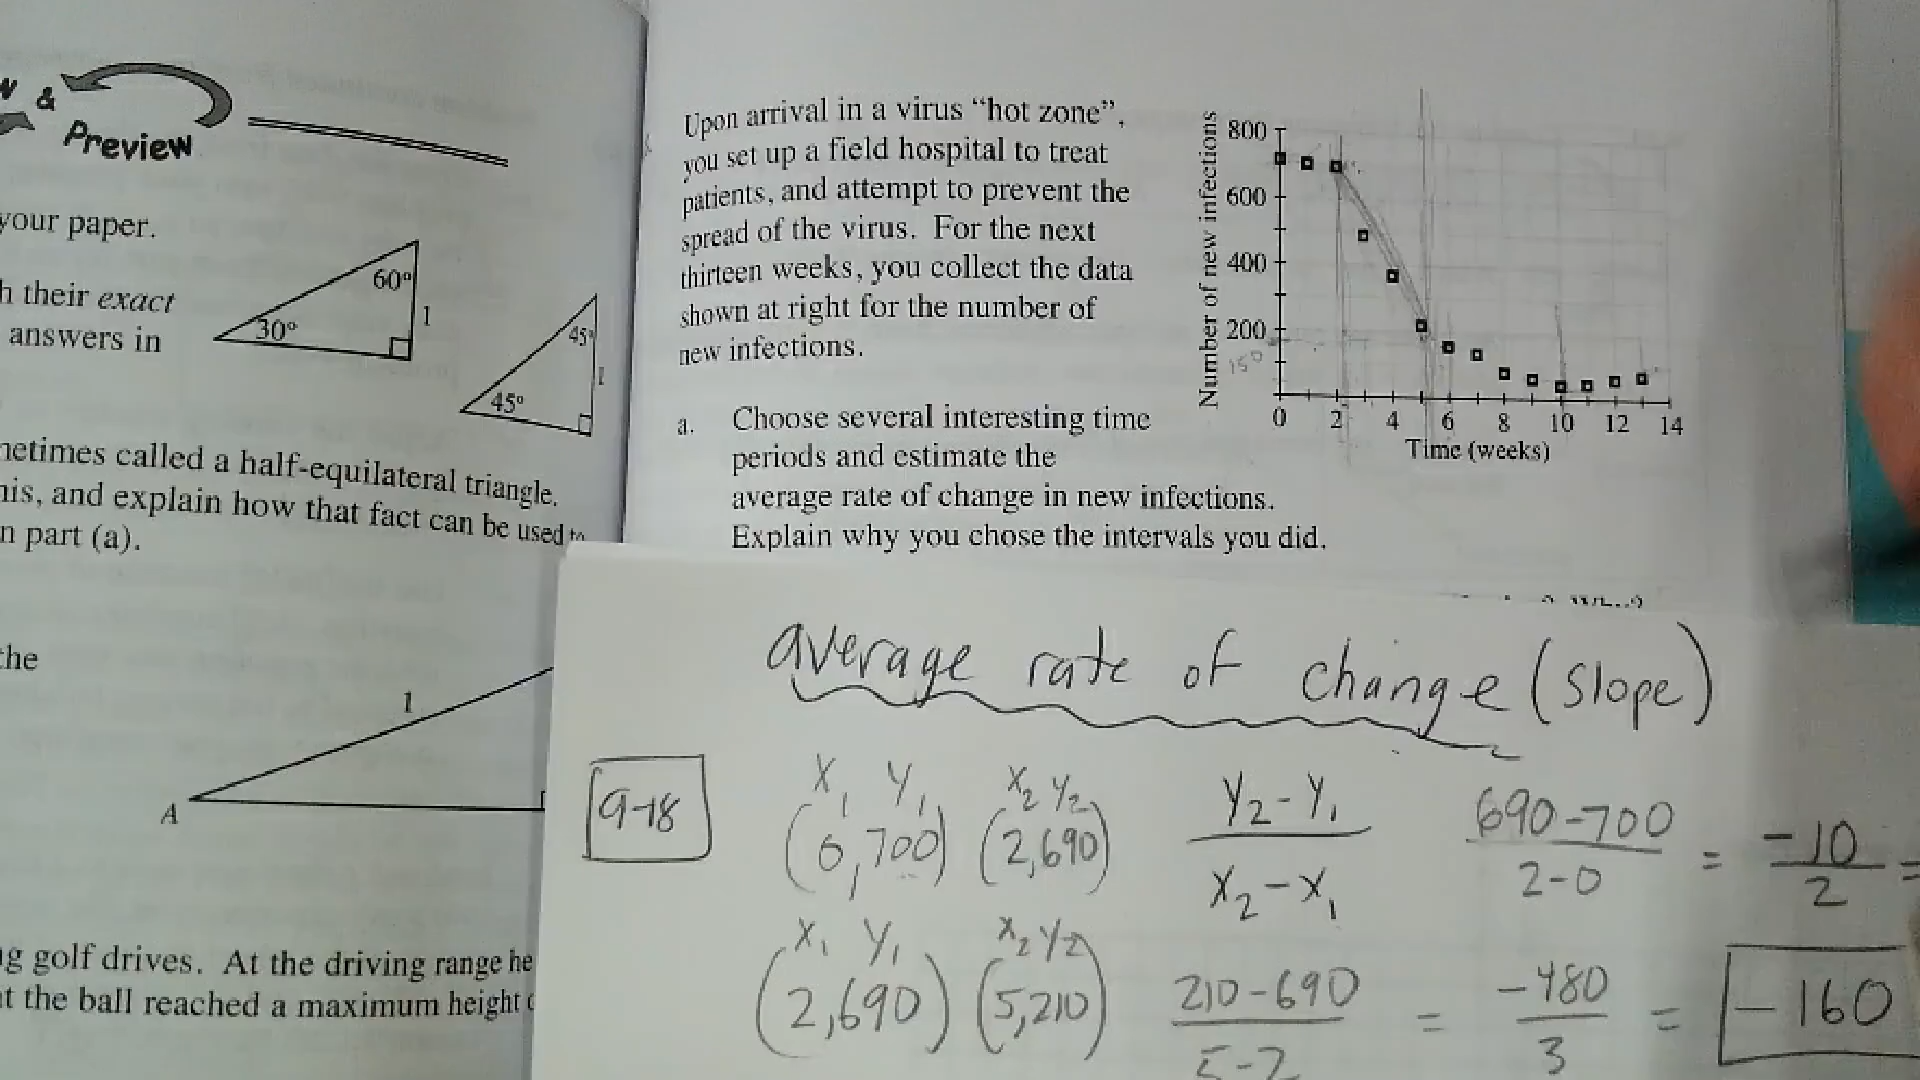 &
Preview
your paper.
their exact
answers in
60°
30°
1
45°
45°
1
sometimes called a half-equilateral triangle.
this, and explain how that fact can be used to
in part (a).
the
1
A
golf drives. At the driving range he
the ball reached a maximum height
Upon arrival in a virus “hot zone”,
you set up a field hospital to treat
patients, and attempt to prevent the
spread of the virus. For the next
thirteen weeks, you collect the data
shown at right for the number of
new infections.
a. Choose several interesting time
periods and estimate the
average rate of change in new infections.
Explain why you chose the intervals you did.
Number of new infections
800
600
400
200
150
0 2 4 6 8 10 12 14
Time (weeks)
average rate of change (slope)
9-18
x1 y1 x2 y2
(0,700) (2,690)
y2-y1
x2-x1
690-700
2-0
= -10
2
=
x1 y1 x2 y2
(2,690) (5,210)
210-690
5-2
= -480
3
= -160